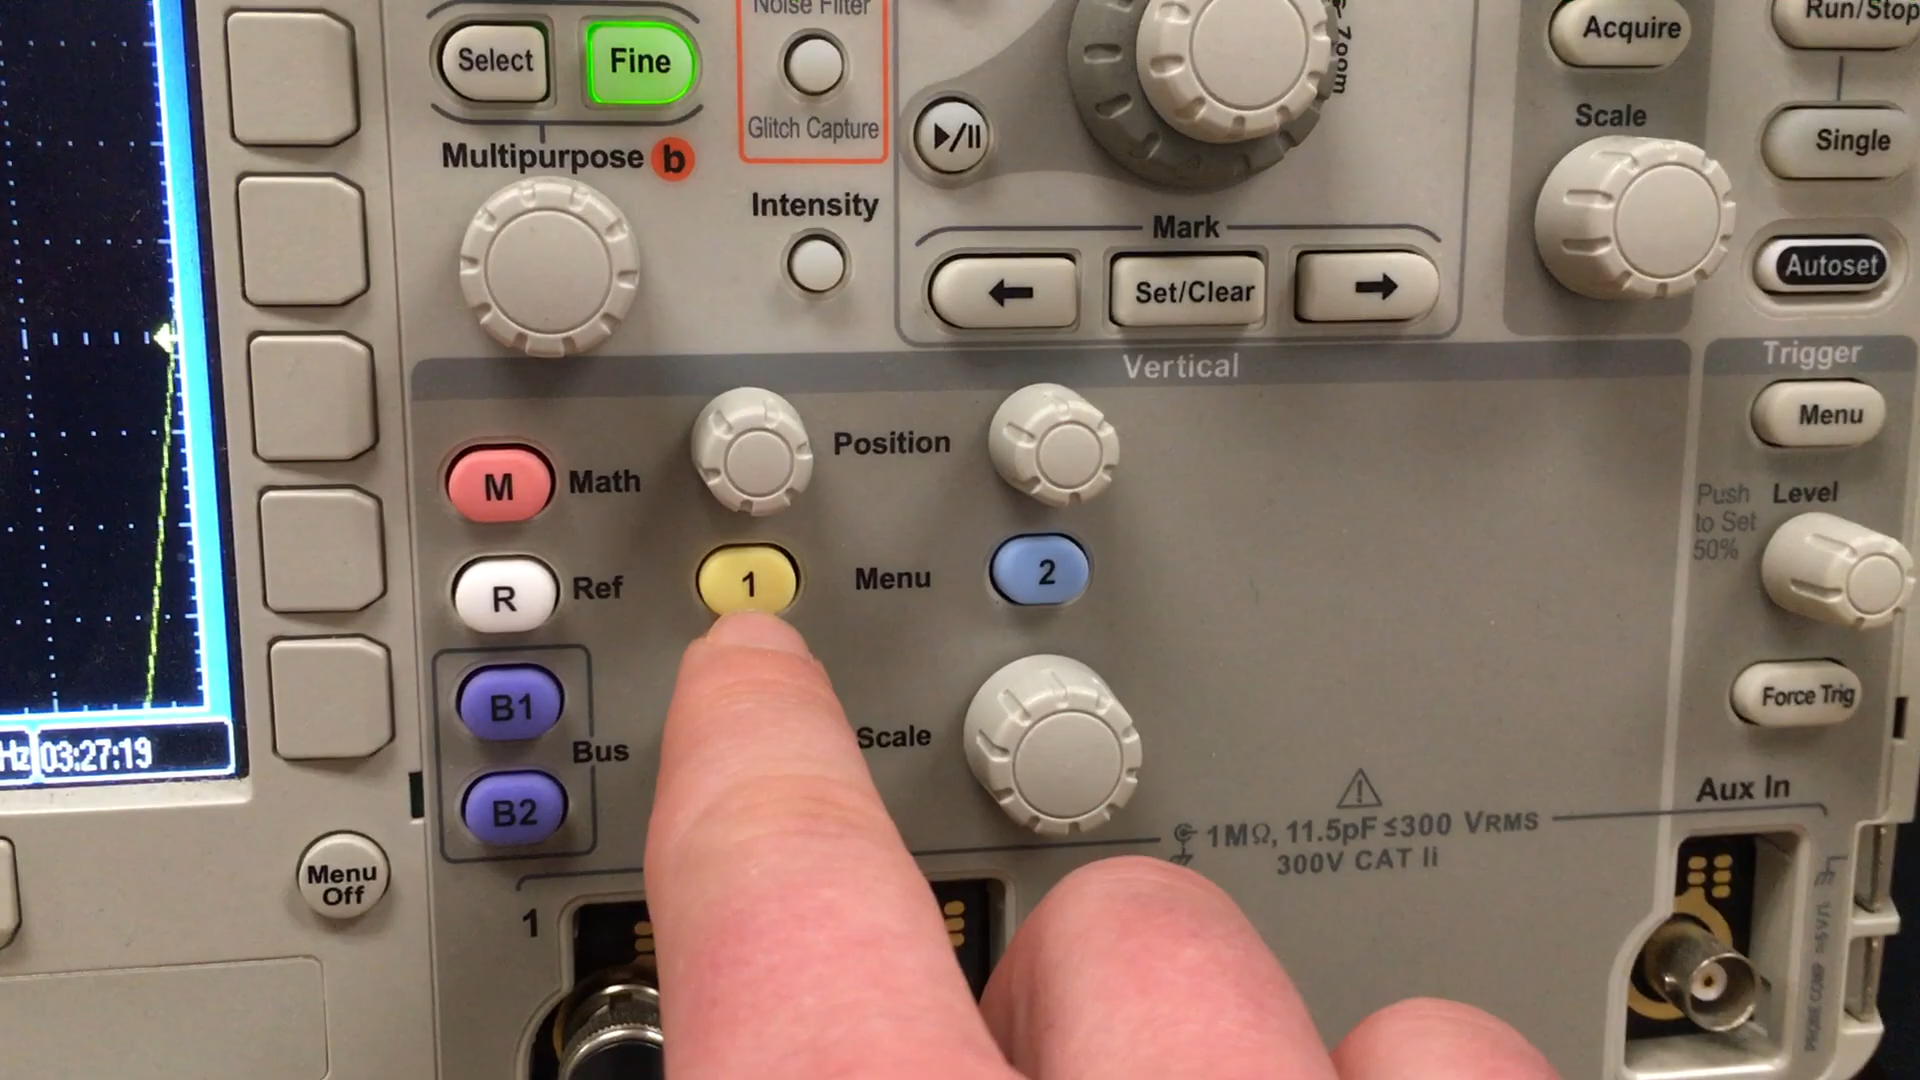 Noise Filter
Run/Stop
Acquire
Select
Fine
Zoom
Glitch Capture
▶/II
Scale
Single
Multipurpose b
Intensity
Mark
←
Set/Clear
→
Autoset
Vertical
Trigger
Menu
Position
M Math
Push
to Set
50%
Level
R Ref
1
Menu
2
B1
Bus
B2
Scale
Force Trig
Hz
03:27:19
Aux In
1MΩ, 11.5pF ≤300 VRMS
300V CAT II
Menu
Off
1